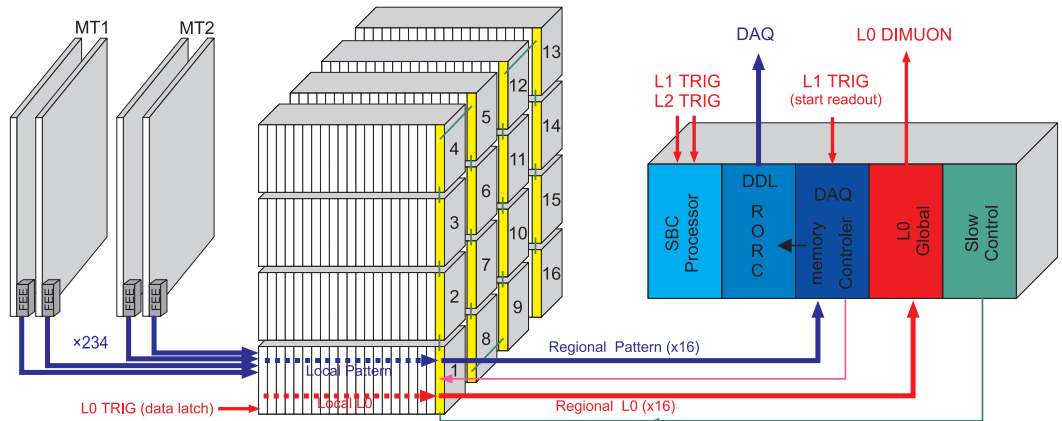 MT1
MT2
FEE
FEE
FEE
FEE
×234
L0 TRIG (data latch)
4
3
2
1
5
6
7
8
12
11
10
9
13
14
15
16
Local Pattern
Local L0
Regional Pattern (x16)
Regional L0 (x16)
DAQ
L0 DIMUON
L1 TRIG
L2 TRIG
L1 TRIG
(start readout)
SBC
Processor
DDL
RORC
DAQ
memory
Controler
L0
Global
Slow
Control